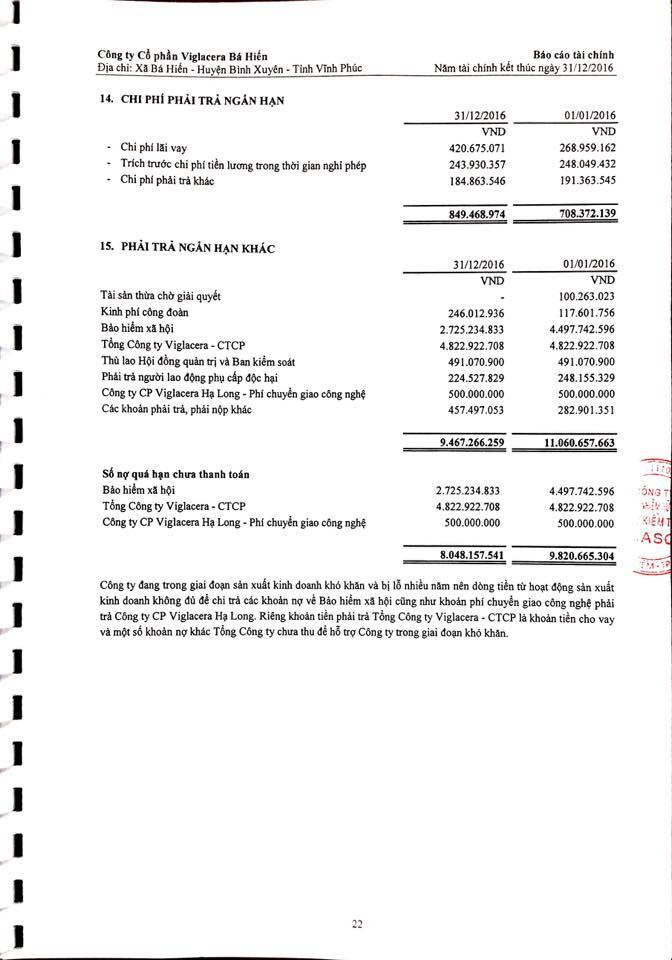 Công ty Cổ phần Viglacera Bá Hiến Báo cáo tài chính
Địa chỉ: Xã Bá Hiến - Huyện Bình Xuyên - Tỉnh Vĩnh Phúc Năm tài chính kết thúc ngày 31/12/2016
14. CHI PHÍ PHẢI TRẢ NGẮN HẠN
31/12/2016 01/01/2016
VND VND
- Chi phí lãi vay 420.675.071 268.959.162
- Trích trước chi phí tiền lương trong thời gian nghỉ phép 243.930.357 248.049.432
- Chi phí phải trả khác 184.863.546 191.363.545
849.468.974 708.372.139
15. PHẢI TRẢ NGẮN HẠN KHÁC
31/12/2016 01/01/2016
VND VND
Tài sản thừa chờ giải quyết - 100.263.023
Kinh phí công đoàn 246.012.936 117.601.756
Bảo hiểm xã hội 2.725.234.833 4.497.742.596
Tổng Công ty Viglacera - CTCP 4.822.922.708 4.822.922.708
Thù lao Hội đồng quản trị và Ban kiểm soát 491.070.900 491.070.900
Phải trả người lao động phụ cấp độc hại 224.527.829 248.155.329
Công ty CP Viglacera Hạ Long - Phí chuyển giao công nghệ 500.000.000 500.000.000
Các khoản phải trả, phải nộp khác 457.497.053 282.901.351
9.467.266.259 11.060.657.663
Số nợ quá hạn chưa thanh toán
Bảo hiểm xã hội 2.725.234.833 4.497.742.596
Tổng Công ty Viglacera - CTCP 4.822.922.708 4.822.922.708
Công ty CP Viglacera Hạ Long - Phí chuyển giao công nghệ 500.000.000 500.000.000
8.048.157.541 9.820.665.304
Công ty đang trong giai đoạn sản xuất kinh doanh khó khăn và bị lỗ nhiều năm nên dòng tiền từ hoạt động sản xuất
kinh doanh không đủ để chi trả các khoản nợ về Bảo hiểm xã hội cũng như khoản phí chuyển giao công nghệ phải
trả Công ty CP Viglacera Hạ Long. Riêng khoản tiền phải trả Tổng Công ty Viglacera - CTCP là khoản tiền cho vay
và một số khoản nợ khác Tổng Công ty chưa thu để hỗ trợ Công ty trong giai đoạn khó khăn.
22